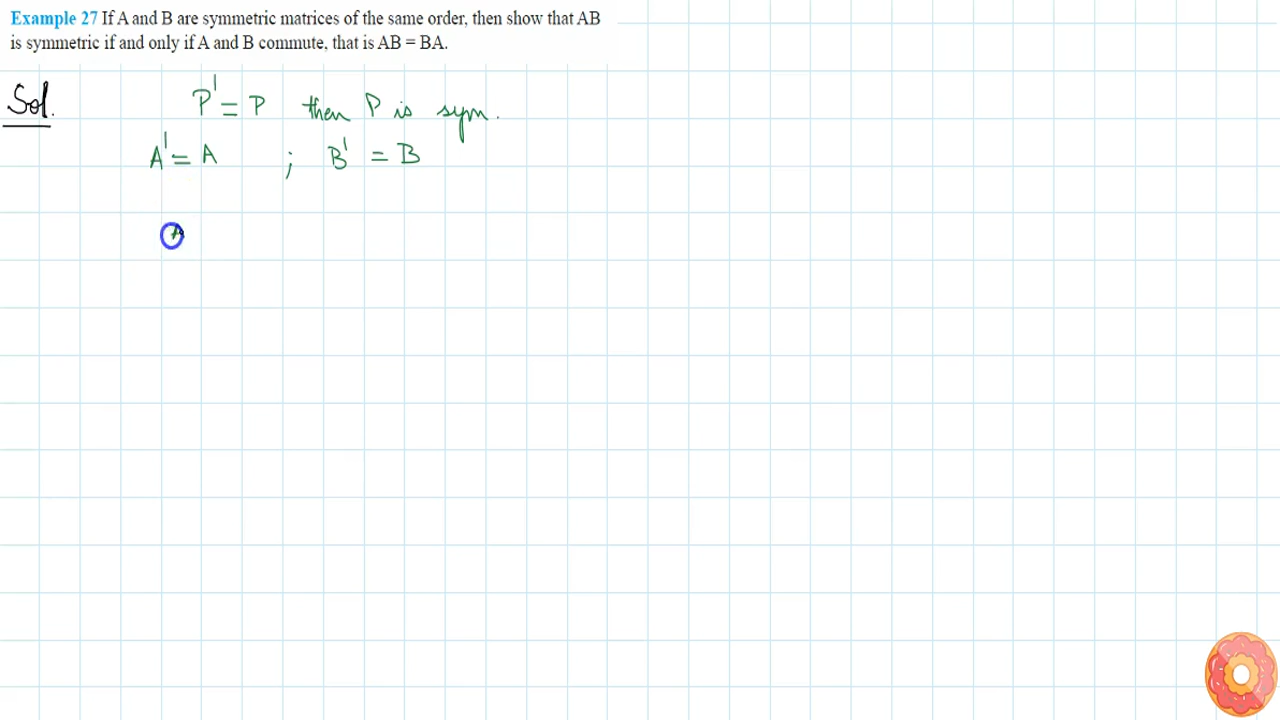 Example 27 If A and B are symmetric matrices of the same order, then show that AB
is symmetric if and only if A and B commute, that is AB = BA.
Sol.
P' = P then P is sym.
A' = A ; B' = B
A